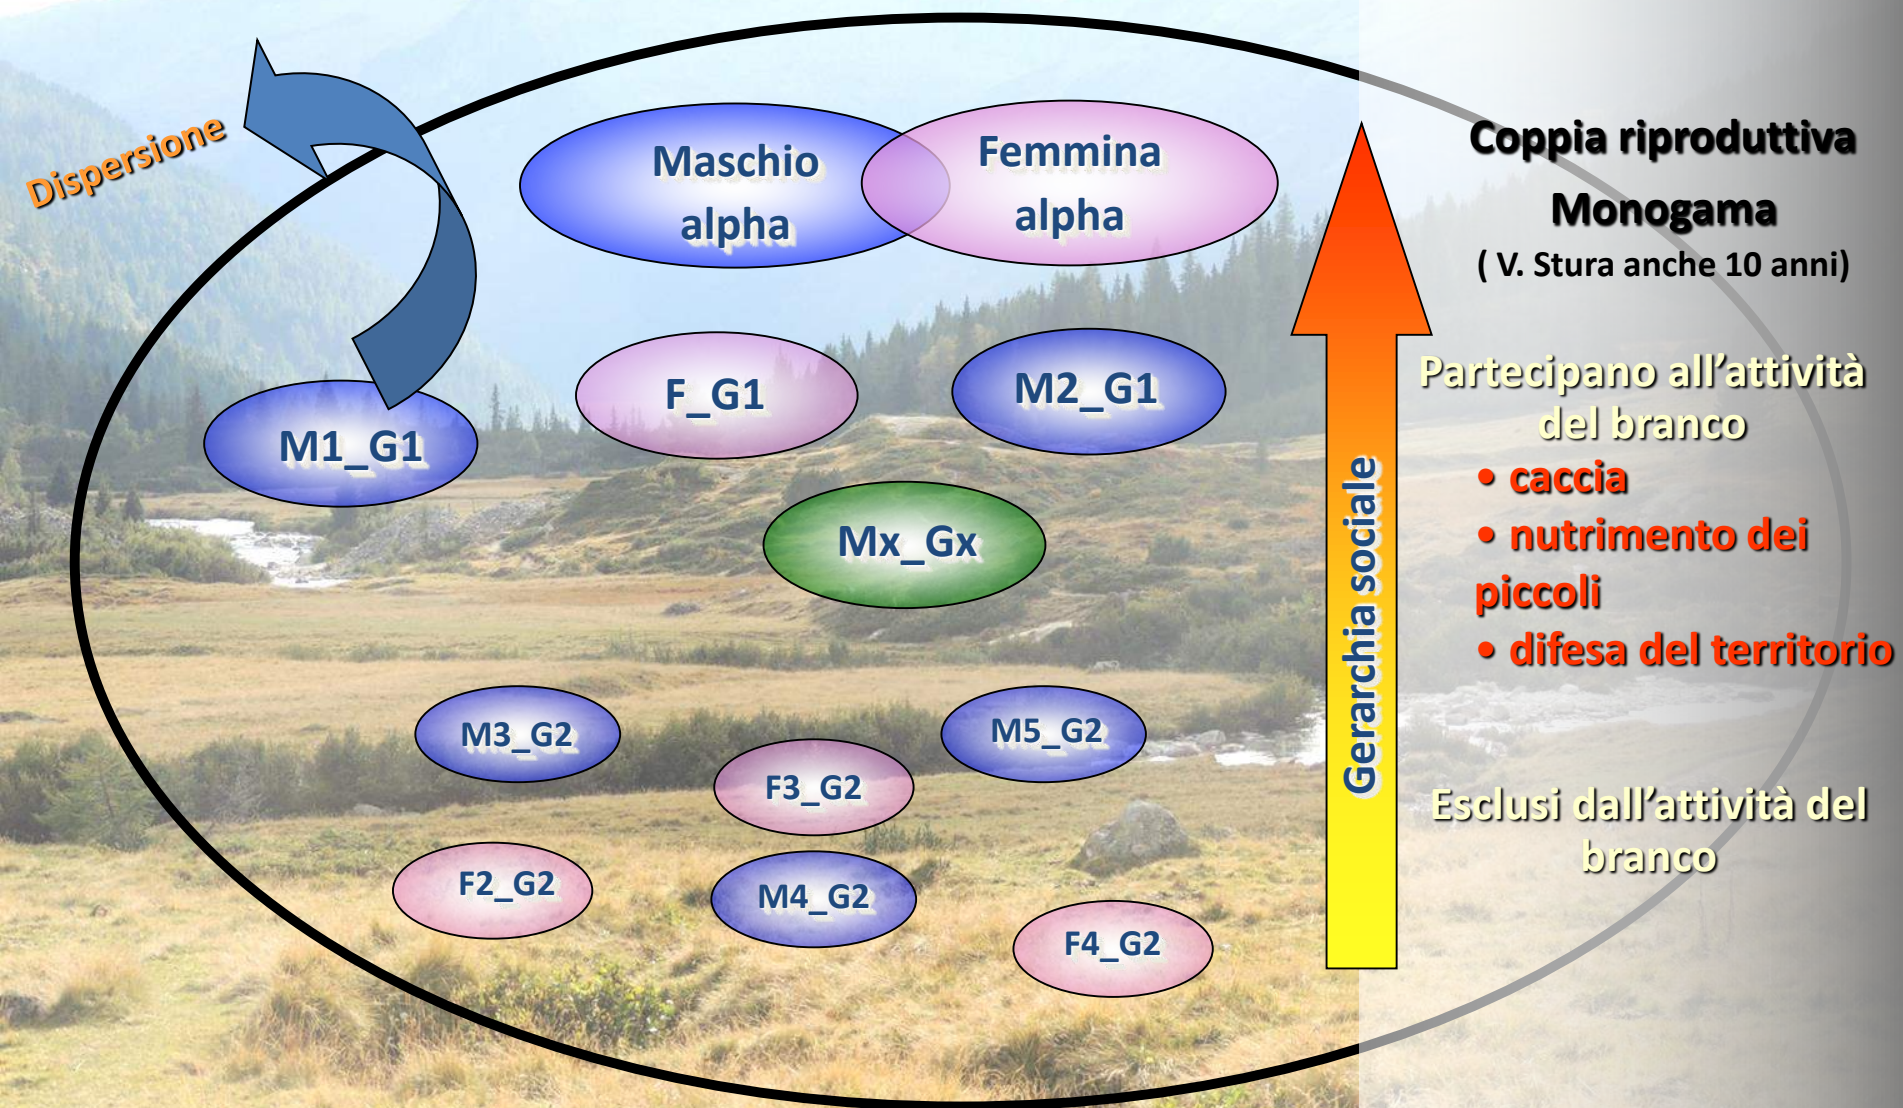 Dispersione
Maschio
alpha
Femmina
alpha
Coppia riproduttiva
Monogama
( V. Stura anche 10 anni)
M1_G1
F_G1
M2_G1
Mx_Gx
Gerarchia sociale
Partecipano all’attività
del branco
• caccia
• nutrimento dei
piccoli
• difesa del territorio
M3_G2
F3_G2
M5_G2
F2_G2
M4_G2
F4_G2
Esclusi dall’attività del
branco